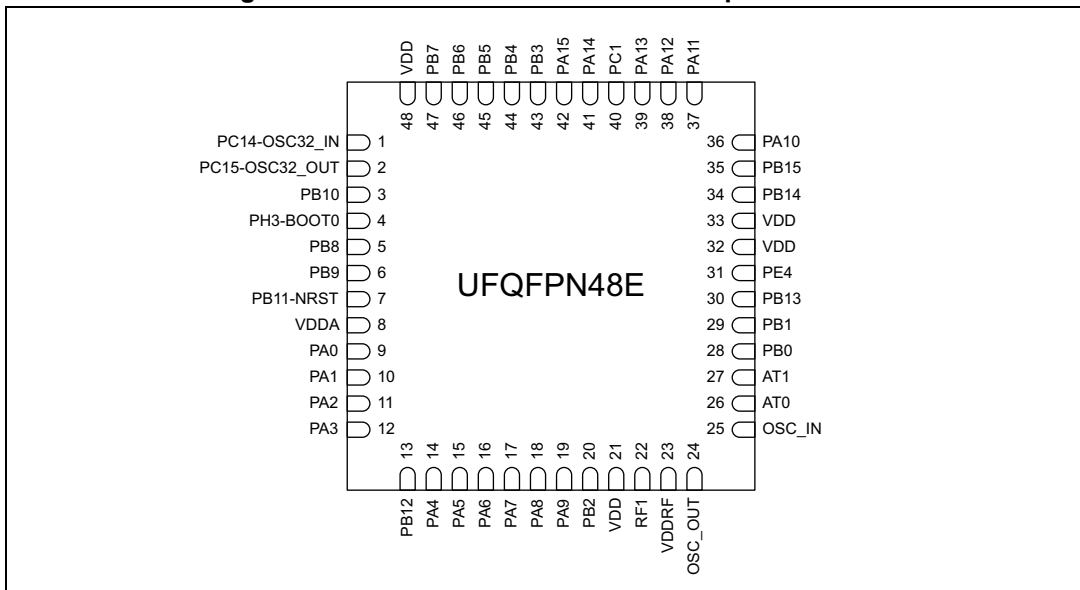 VDD PB7 PB6 PB5 PB4 PB3 PA15 PA14 PC1 PA13 PA12 PA11
48 47 46 45 44 43 42 41 40 39 38 37
PC14-OSC32_IN 1
PC15-OSC32_OUT 2
PB10 3
PH3-BOOT0 4
PB8 5
PB9 6
PB11-NRST 7
VDDA 8
PA0 9
PA1 10
PA2 11
PA3 12
UFQFPN48E
36 PA10
35 PB15
34 PB14
33 VDD
32 VDD
31 PE4
30 PB13
29 PB1
28 PB0
27 AT1
26 AT0
25 OSC_IN
13 14 15 16 17 18 19 20 21 22 23 24
PB12 PA4 PA5 PA6 PA7 PA8 PA9 PB2 VDD RF1 VDDRF OSC_OUT